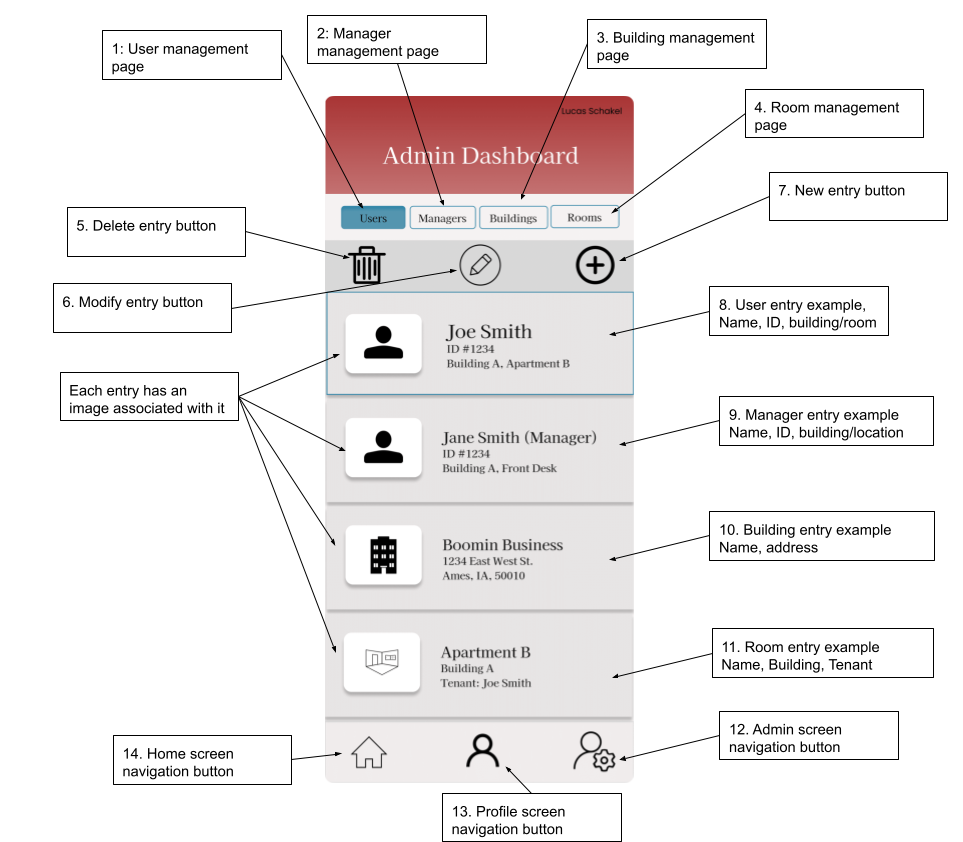 2: Manager
management page
3. Building management
page
1: User management
page
4. Room management
page
Lucas Schakel
Admin Dashboard
7. New entry button
Users
Managers
Buildings
Rooms
5. Delete entry button
6. Modify entry button
8. User entry example,
Name, ID, building/room
Joe Smith
ID #1234
Building A, Apartment B
Each entry has an
image associated with it
9. Manager entry example
Name, ID, building/location
Jane Smith (Manager)
ID #1234
Building A, Front Desk
10. Building entry example
Name, address
Boomin Business
1234 East West St.
Ames, IA, 50010
11. Room entry example
Name, Building, Tenant
Apartment B
Building A
Tenant: Joe Smith
12. Admin screen
navigation button
14. Home screen
navigation button
13. Profile screen
navigation button